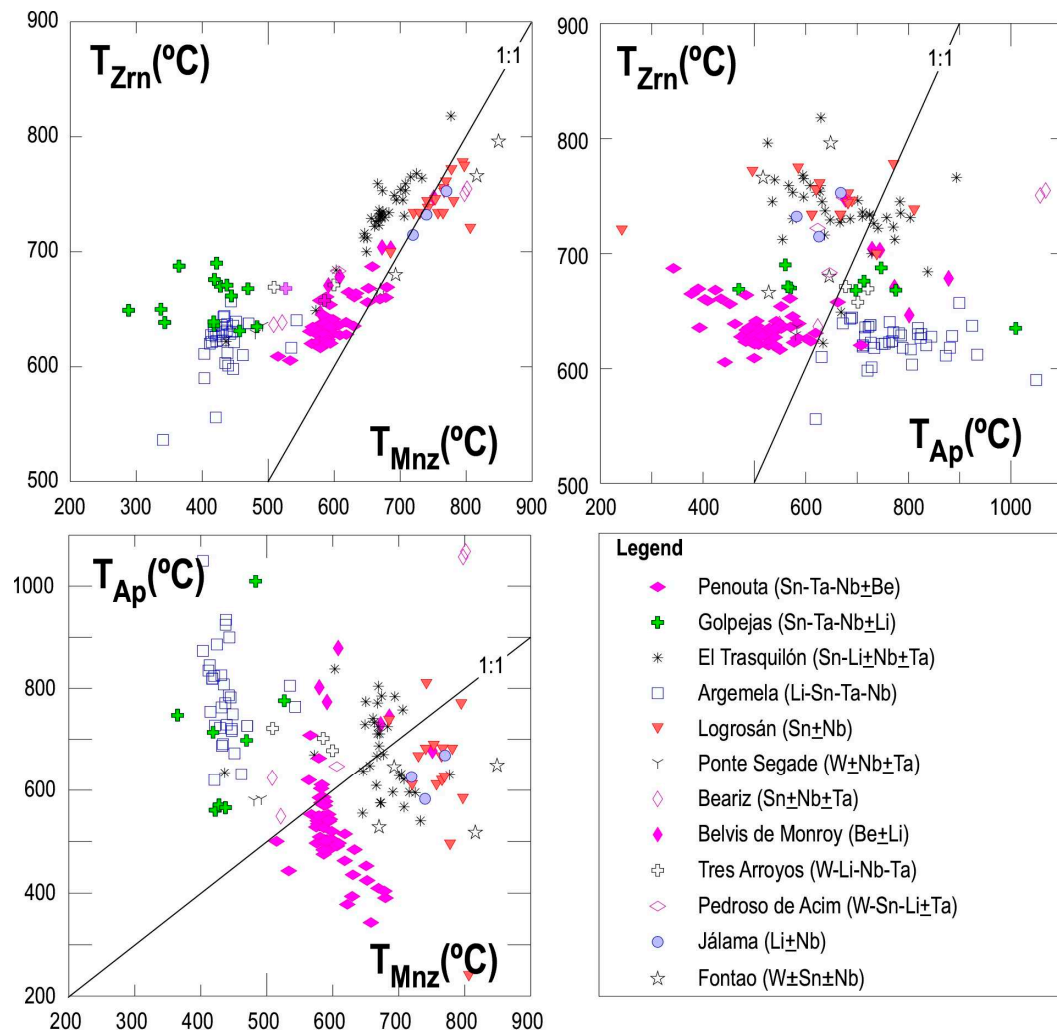 900
800
700
600
500
T_Zrn(ºC)
1:1
T_Mnz(ºC)
200 300 400 500 600 700 800 900
900
800
700
600
500
T_Zrn(ºC)
1:1
T_Ap(ºC)
200 400 600 800 1000
1000
800
600
400
200
T_Ap(ºC)
1:1
T_Mnz(ºC)
200 300 400 500 600 700 800 900
Legend
Penouta (Sn-Ta-Nb±Be)
Golpejas (Sn-Ta-Nb±Li)
El Trasquilón (Sn-Li±Nb±Ta)
Argemela (Li-Sn-Ta-Nb)
Logrosán (Sn±Nb)
Ponte Segade (W±Nb±Ta)
Beariz (Sn±Nb±Ta)
Belvis de Monroy (Be±Li)
Tres Arroyos (W-Li-Nb-Ta)
Pedroso de Acim (W-Sn-Li±Ta)
Jálama (Li±Nb)
Fontao (W±Sn±Nb)